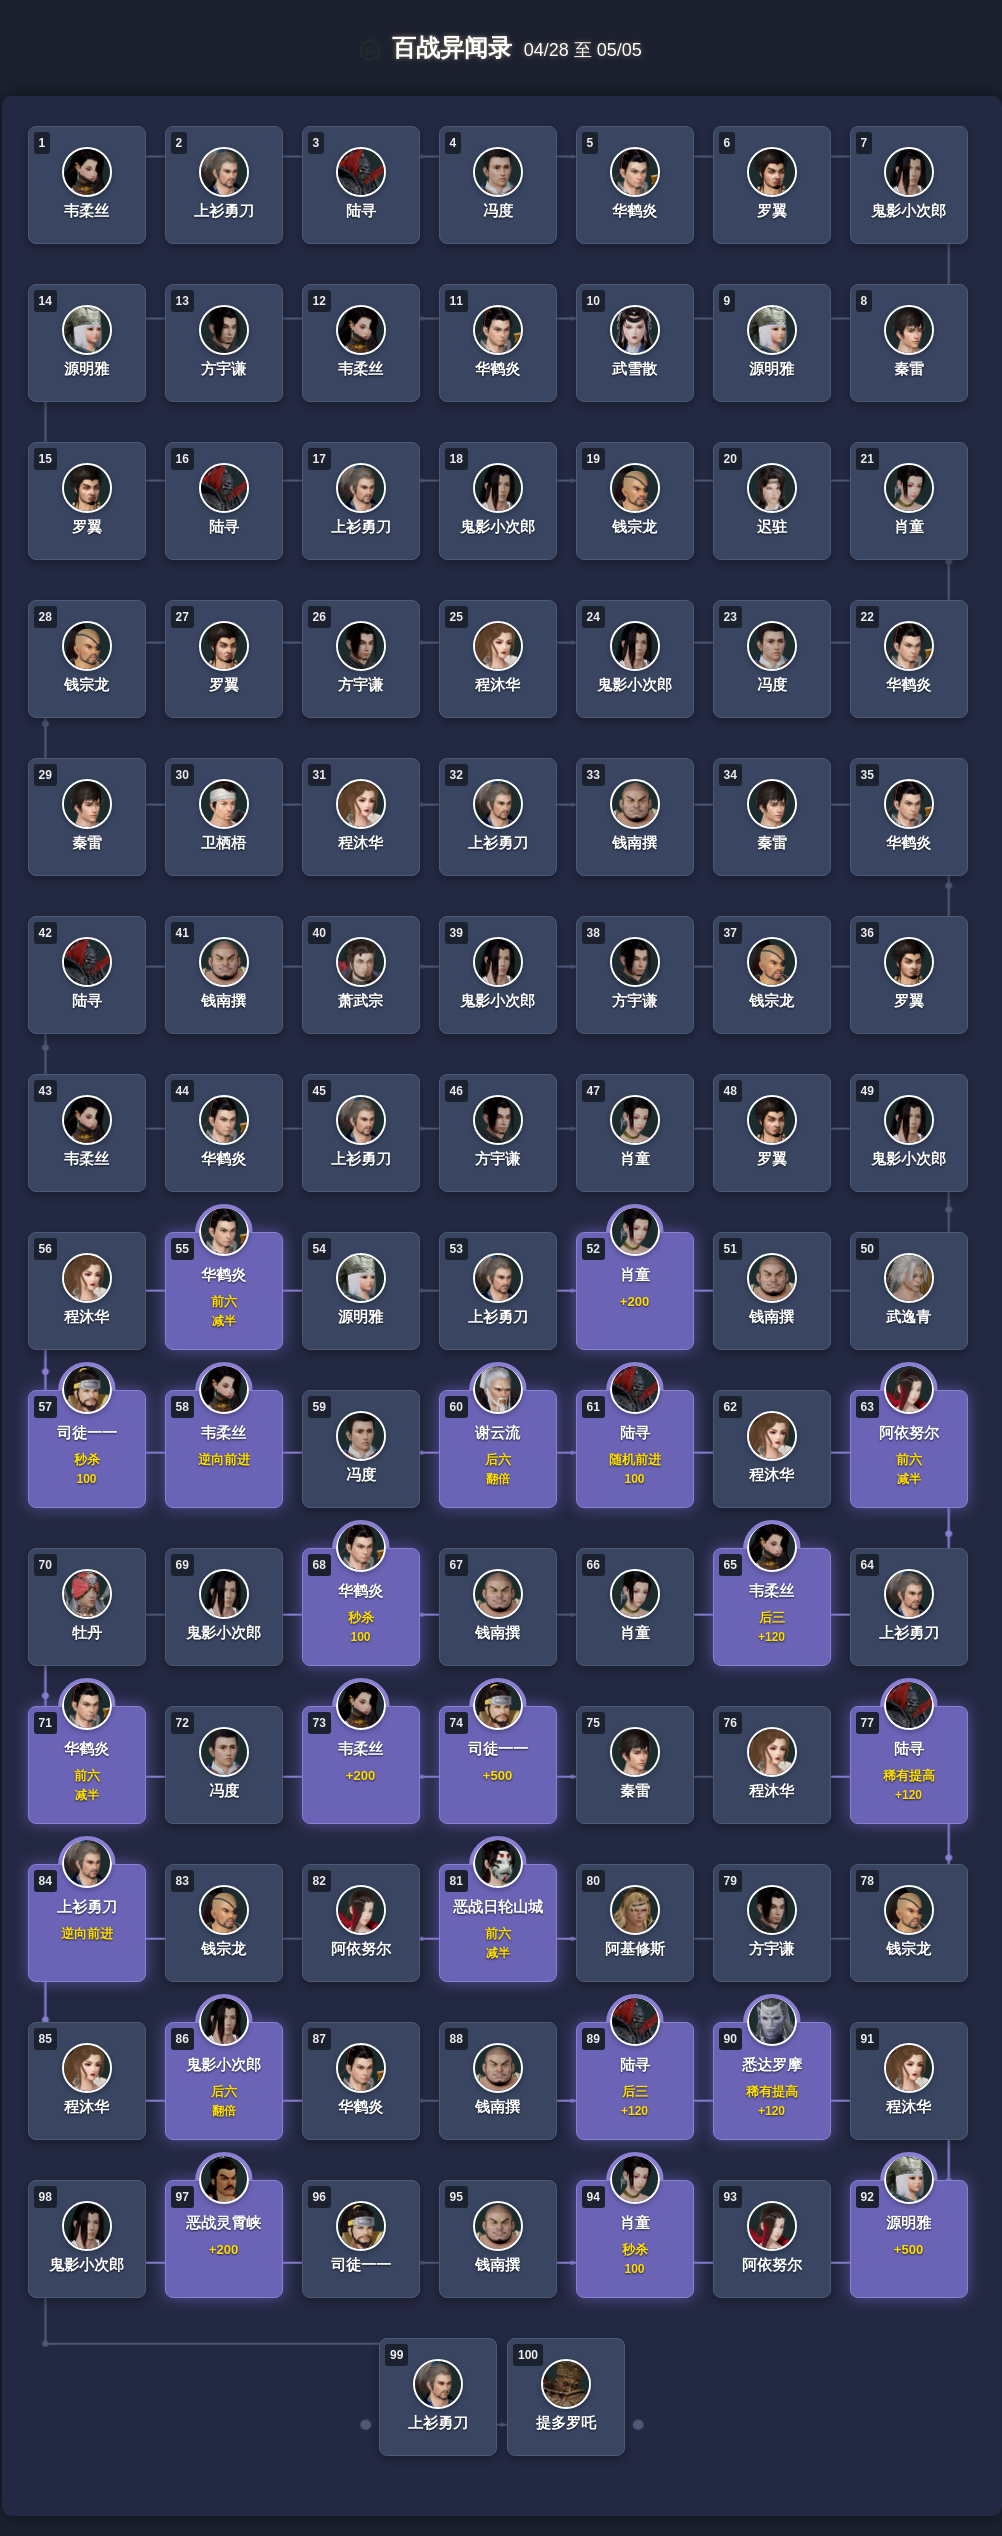 百战异闻录 04/28 至 05/05
1
韦柔丝
2
上衫勇刀
3
陆寻
4
冯度
5
华鹤炎
6
罗翼
7
鬼影小次郎
14
源明雅
13
方宇谦
12
韦柔丝
11
华鹤炎
10
武雪散
9
源明雅
8
秦雷
15
罗翼
16
陆寻
17
上衫勇刀
18
鬼影小次郎
19
钱宗龙
20
迟驻
21
肖童
28
钱宗龙
27
罗翼
26
方宇谦
25
程沐华
24
鬼影小次郎
23
冯度
22
华鹤炎
29
秦雷
30
卫栖梧
31
程沐华
32
上衫勇刀
33
钱南撰
34
秦雷
35
华鹤炎
42
陆寻
41
钱南撰
40
萧武宗
39
鬼影小次郎
38
方宇谦
37
钱宗龙
36
罗翼
43
韦柔丝
44
华鹤炎
45
上衫勇刀
46
方宇谦
47
肖童
48
罗翼
49
鬼影小次郎
56
程沐华
55
华鹤炎
前六
减半
54
源明雅
53
上衫勇刀
52
肖童
+200
51
钱南撰
50
武逸青
57
司徒一一
秒杀
100
58
韦柔丝
逆向前进
59
冯度
60
谢云流
后六
翻倍
61
陆寻
随机前进
100
62
程沐华
63
阿依努尔
前六
减半
70
牡丹
69
鬼影小次郎
68
华鹤炎
秒杀
100
67
钱南撰
66
肖童
65
韦柔丝
后三
+120
64
上衫勇刀
71
华鹤炎
前六
减半
72
冯度
73
韦柔丝
+200
74
司徒一一
+500
75
秦雷
76
程沐华
77
陆寻
稀有提高
+120
84
上衫勇刀
逆向前进
83
钱宗龙
82
阿依努尔
81
恶战日轮山城
前六
减半
80
阿基修斯
79
方宇谦
78
钱宗龙
85
程沐华
86
鬼影小次郎
后六
翻倍
87
华鹤炎
88
钱南撰
89
陆寻
后三
+120
90
悉达罗摩
稀有提高
+120
91
程沐华
98
鬼影小次郎
97
恶战灵霄峡
+200
96
司徒一一
95
钱南撰
94
肖童
秒杀
100
93
阿依努尔
92
源明雅
+500
99
上衫勇刀
100
提多罗吒